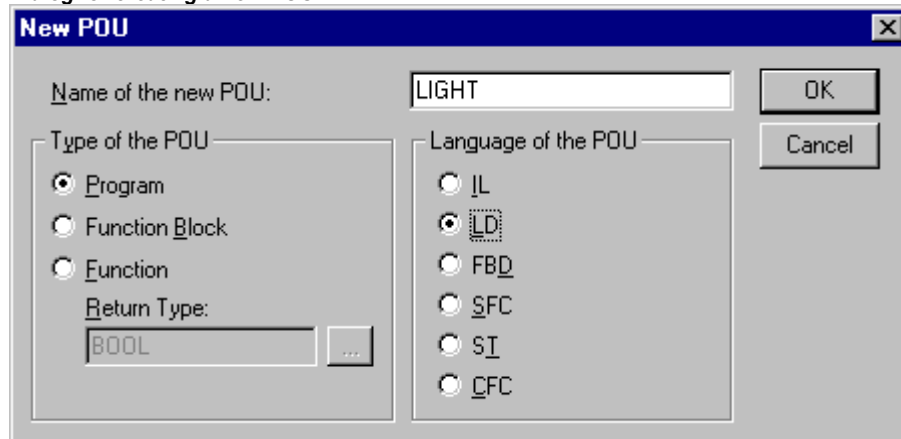 New POU
Name of the new POU:
LIGHT
OK
Cancel
Type of the POU
Program
Function Block
Function
Return Type:
BOOL
...
Language of the POU
IL
LD
FBD
SFC
ST
CFC